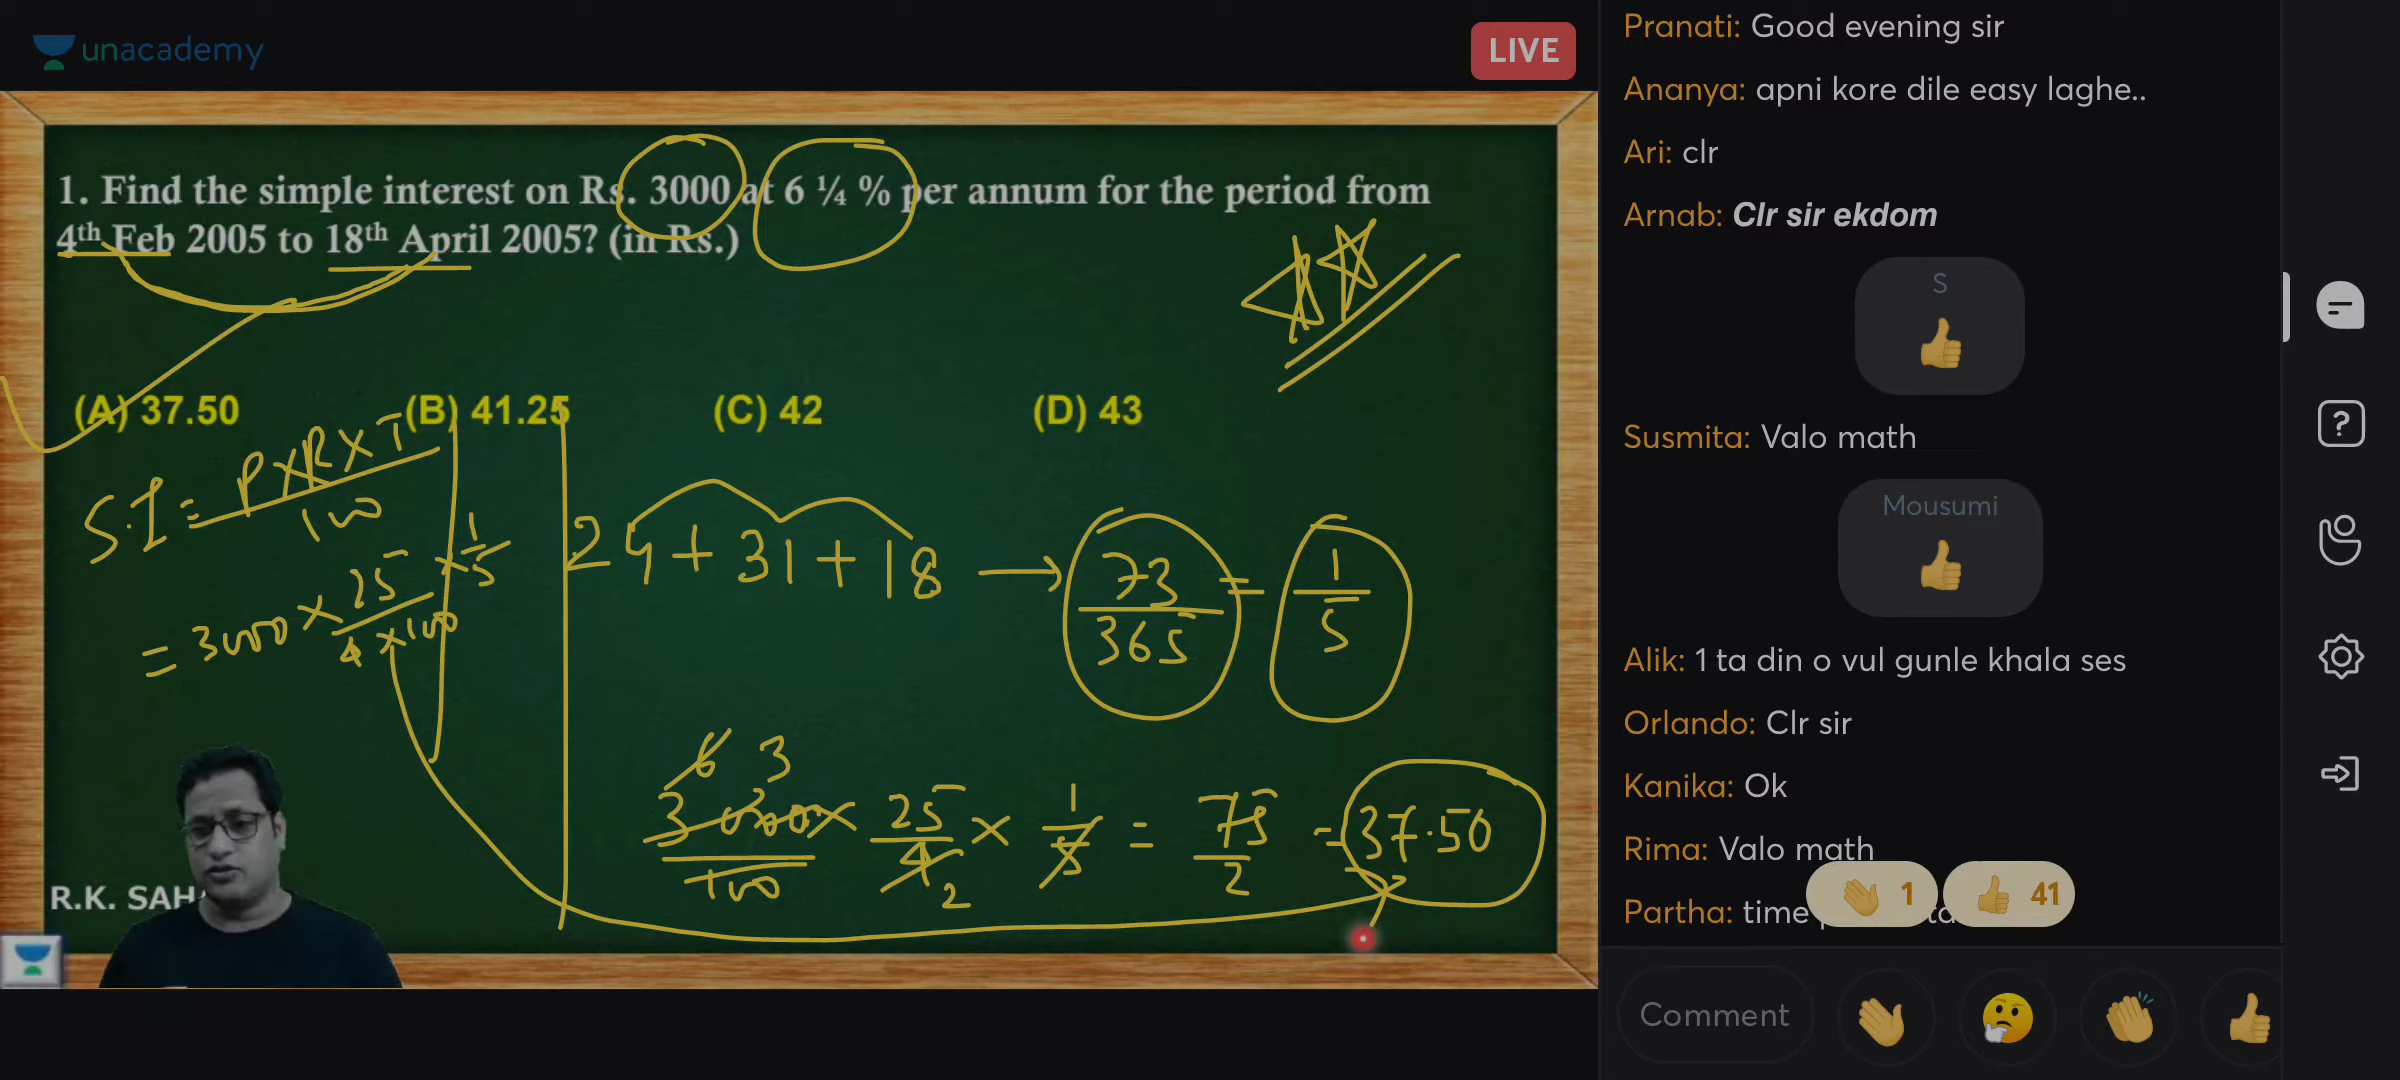 unacademy
LIVE
1. Find the simple interest on Rs. 3000 at 6 ¼ % per annum for the period from
4th Feb 2005 to 18th April 2005? (in Rs.)
(A) 37.50 (B) 41.25 (C) 42 (D) 43
S.I = P×R×T / 100
= 3000 × 25 / 4×100 × 1/5
24 + 31 + 18 → 73/365 = 1/5
6 3
3000/100 × 25/4 2 × 1/5 = 75/2 = 37.50
R.K. SAHA
Pranati: Good evening sir
Ananya: apni kore dile easy laghe..
Ari: clr
Arnab: Clr sir ekdom
S
👍
Susmita: Valo math
Mousumi
👍
Alik: 1 ta din o vul gunle khala ses
Orlando: Clr sir
Kanika: Ok
Rima: Valo math
Partha: time
👋 1 👍 41
Comment